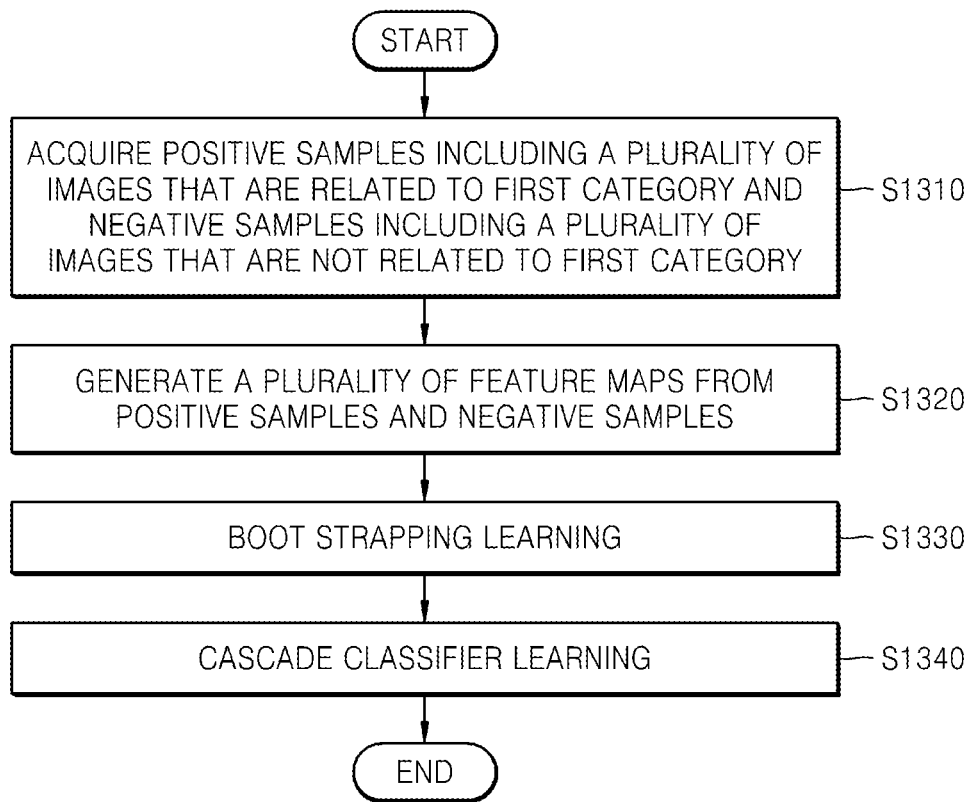 START
ACQUIRE POSITIVE SAMPLES INCLUDING A PLURALITY OF
IMAGES THAT ARE RELATED TO FIRST CATEGORY AND
NEGATIVE SAMPLES INCLUDING A PLURALITY OF
IMAGES THAT ARE NOT RELATED TO FIRST CATEGORY
S1310
GENERATE A PLURALITY OF FEATURE MAPS FROM
POSITIVE SAMPLES AND NEGATIVE SAMPLES
S1320
BOOT STRAPPING LEARNING
S1330
CASCADE CLASSIFIER LEARNING
S1340
END